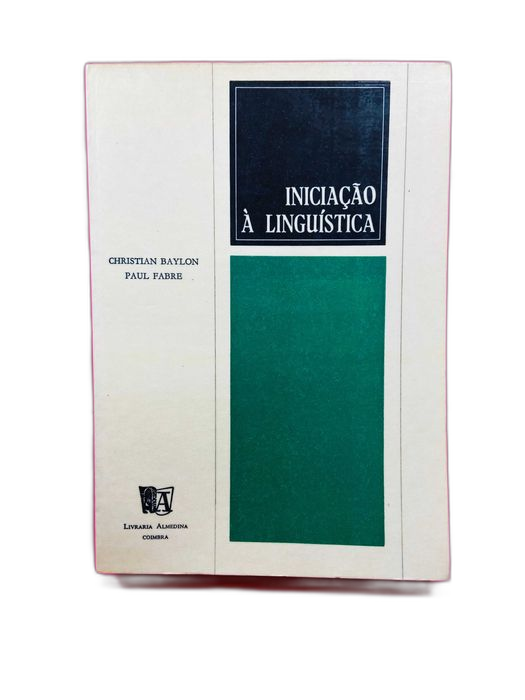 INICIAÇÃO
À LINGUÍSTICA
CHRISTIAN BAYLON
PAUL FABRE
A
LIVRARIA ALMEDINA
COIMBRA